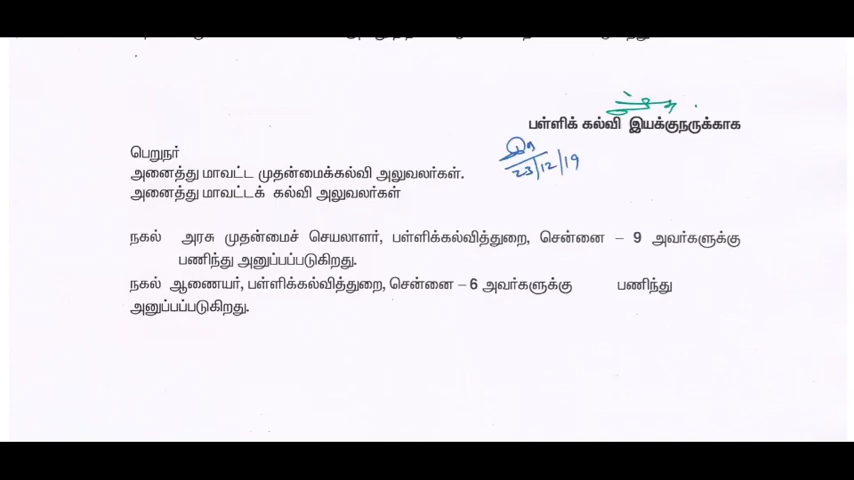 பள்ளிக் கல்வி இயக்குநருக்காக
23/12/19
பெறுநர்
அனைத்து மாவட்ட முதன்மைக்கல்வி அலுவலர்கள்.
அனைத்து மாவட்டக் கல்வி அலுவலர்கள்
நகல் அரசு முதன்மைச் செயலாளர், பள்ளிக்கல்வித்துறை, சென்னை – 9 அவர்களுக்கு
பணிந்து அனுப்பப்படுகிறது.
நகல் ஆணையர், பள்ளிக்கல்வித்துறை, சென்னை – 6 அவர்களுக்கு பணிந்து
அனுப்பப்படுகிறது.